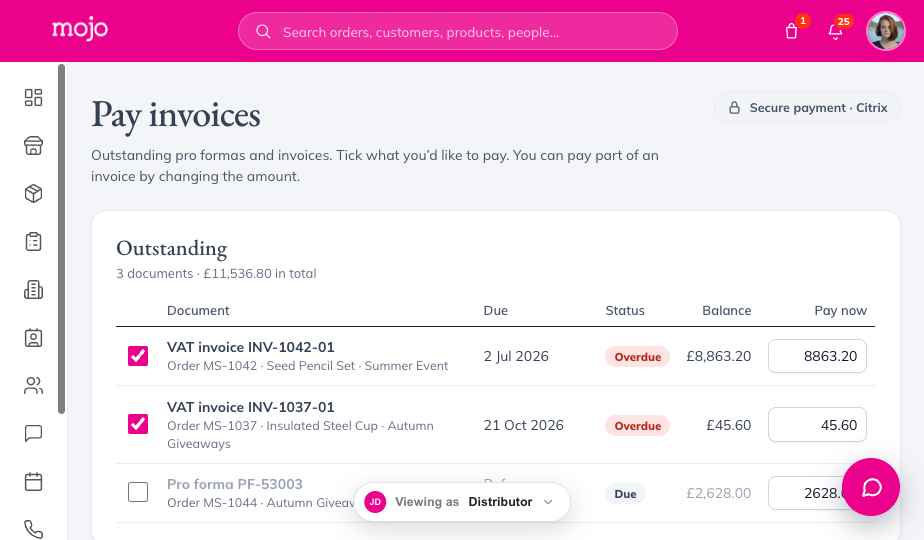 mojo
Search orders, customers, products, people...
1
25
Pay invoices
Secure payment · Citrix
Outstanding pro formas and invoices. Tick what you'd like to pay. You can pay part of an
invoice by changing the amount.
Outstanding
3 documents · £11,536.80 in total
Document Due Status Balance Pay now
VAT invoice INV-1042-01
Order MS-1042 · Seed Pencil Set · Summer Event
2 Jul 2026 Overdue £8,863.20 8863.20
VAT invoice INV-1037-01
Order MS-1037 · Insulated Steel Cup · Autumn
Giveaways
21 Oct 2026 Overdue £45.60 45.60
Pro forma PF-53003
Order MS-1044 · Autumn
Due £2,628.00
JD Viewing as Distributor